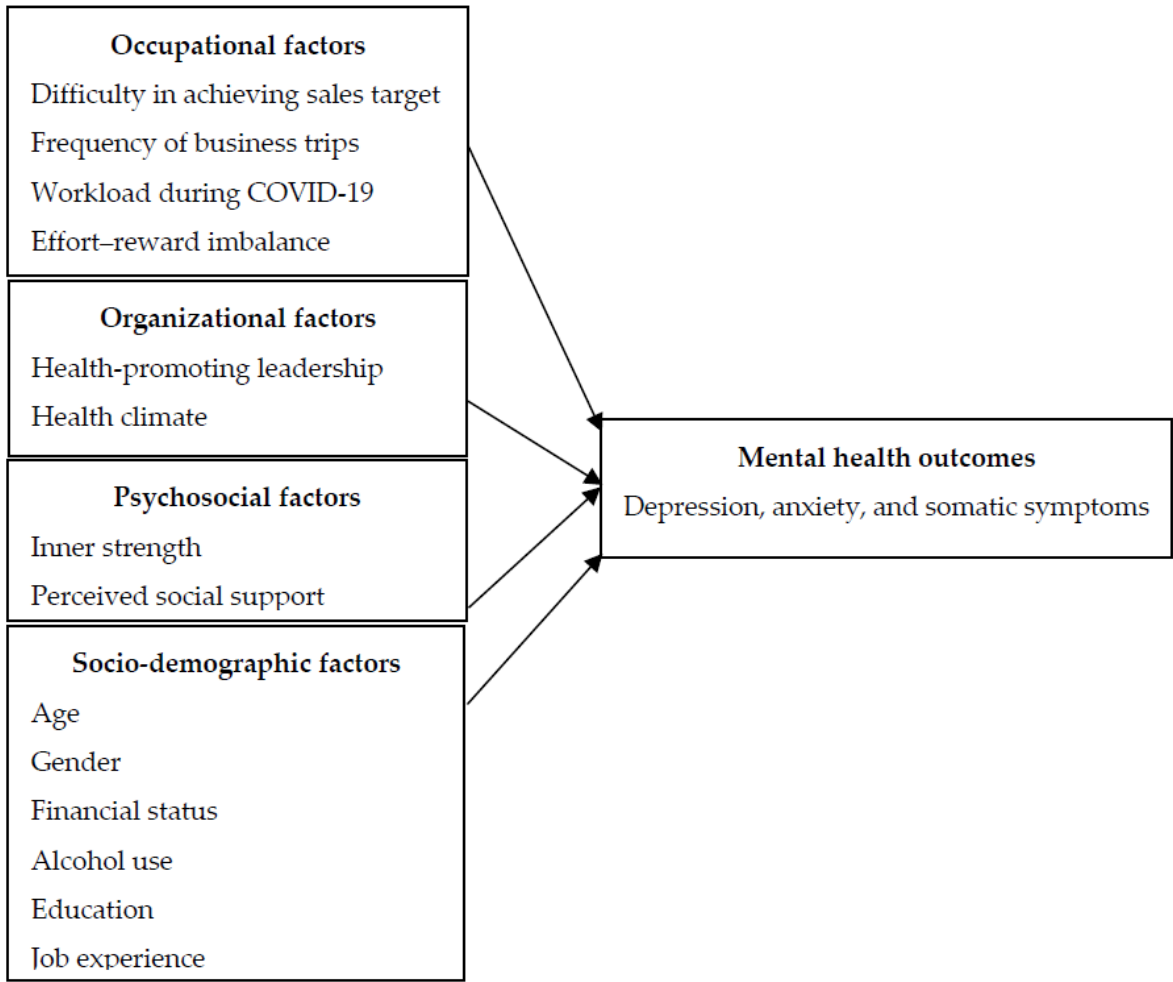 Occupational factors
Difficulty in achieving sales target
Frequency of business trips
Workload during COVID-19
Effort–reward imbalance
Organizational factors
Health-promoting leadership
Health climate
Psychosocial factors
Inner strength
Perceived social support
Socio-demographic factors
Age
Gender
Financial status
Alcohol use
Education
Job experience
Mental health outcomes
Depression, anxiety, and somatic symptoms